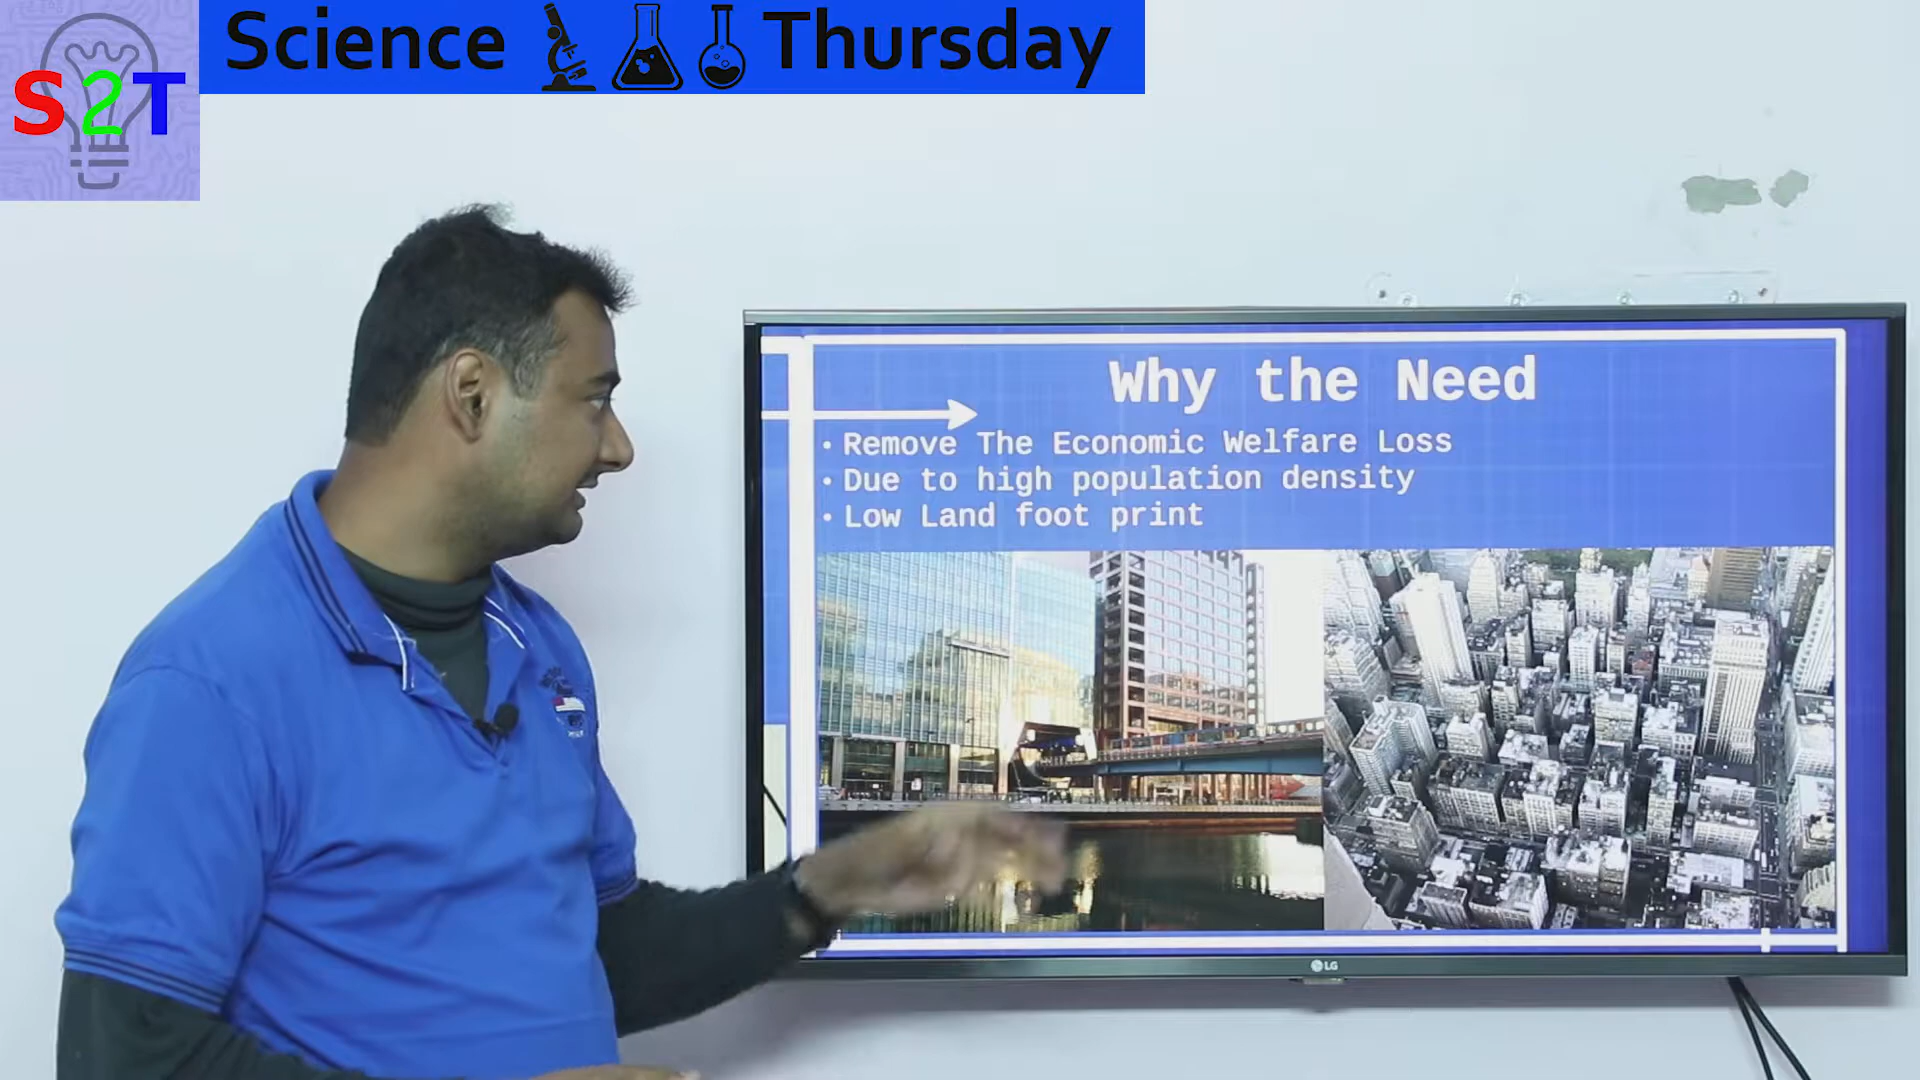 Science Thursday
S2T
Why the Need
• Remove The Economic Welfare Loss
• Due to high population density
• Low Land foot print
LG